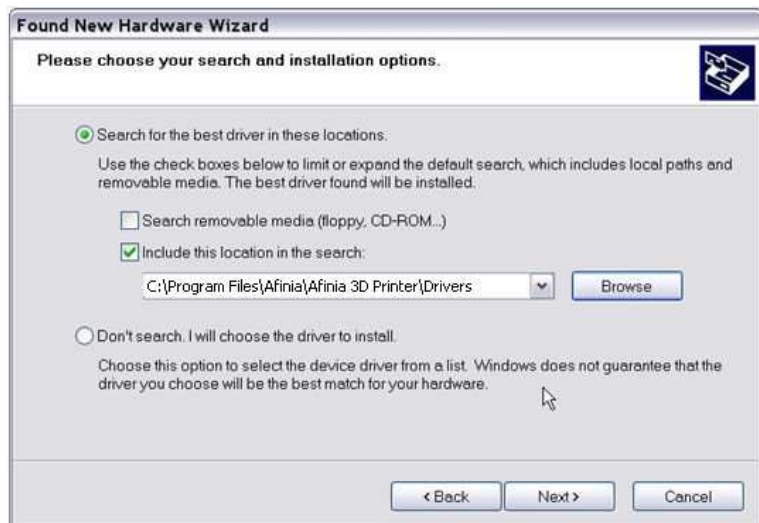 Found New Hardware Wizard
Please choose your search and installation options.
Search for the best driver in these locations.
Use the check boxes below to limit or expand the default search, which includes local paths and
removable media. The best driver found will be installed.
Search removable media (floppy, CD-ROM...)
Include this location in the search:
C:\Program Files\Afinia\Afinia 3D Printer\Drivers
Browse
Don't search. I will choose the driver to install.
Choose this option to select the device driver from a list. Windows does not guarantee that the
driver you choose will be the best match for your hardware.
< Back
Next >
Cancel